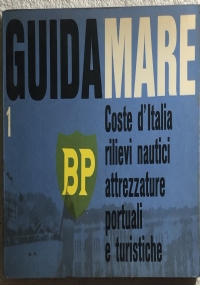 GUIDAMARE
1
Coste d'Italia
rilievi nautici
attrezzature
portuali
e turistiche
BP